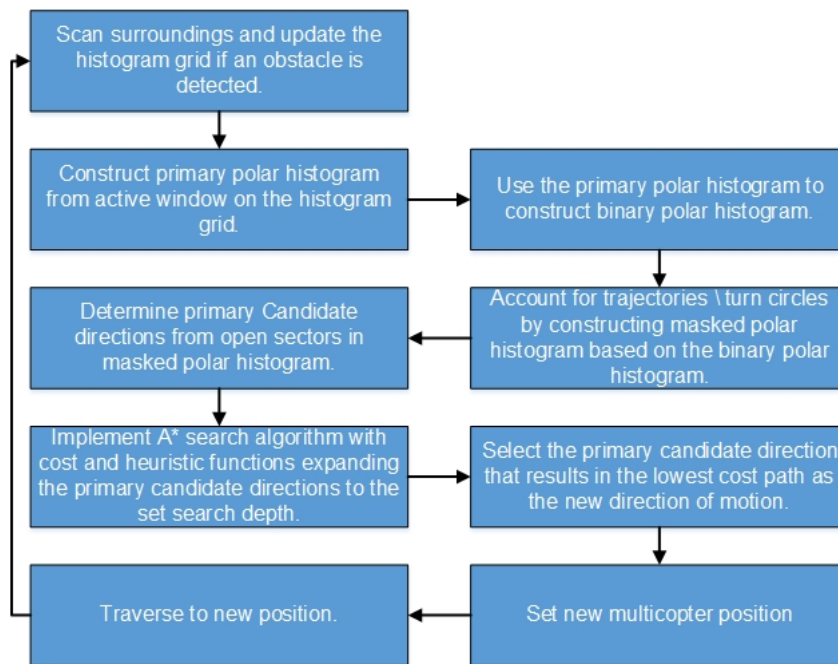 Scan surroundings and update the
histogram grid if an obstacle is
detected.
Construct primary polar histogram
from active window on the histogram
grid.
Use the primary polar histogram to
construct binary polar histogram.
Account for trajectories \ turn circles
by constructing masked polar
histogram based on the binary polar
histogram.
Determine primary Candidate
directions from open sectors in
masked polar histogram.
Implement A* search algorithm with
cost and heuristic functions expanding
the primary candidate directions to the
set search depth.
Select the primary candidate direction
that results in the lowest cost path as
the new direction of motion.
Set new multicopter position
Traverse to new position.